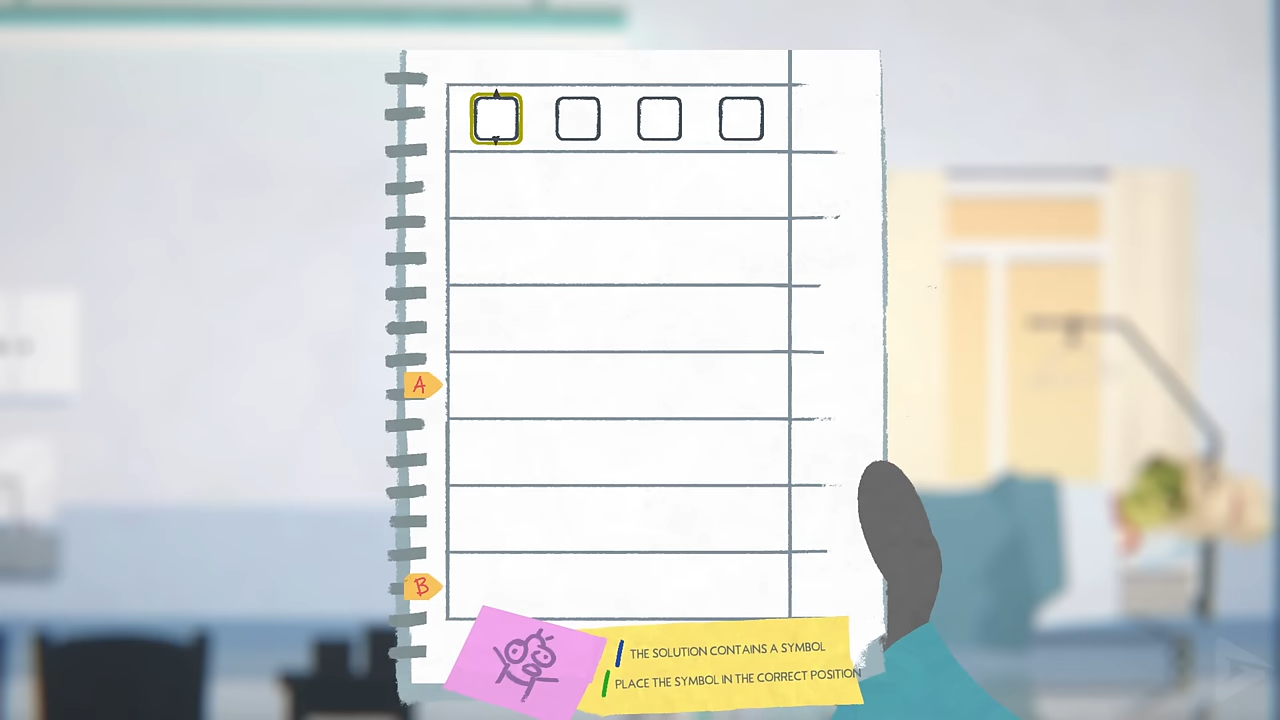 A
B
THE SOLUTION CONTAINS A SYMBOL
PLACE THE SYMBOL IN THE CORRECT POSITION